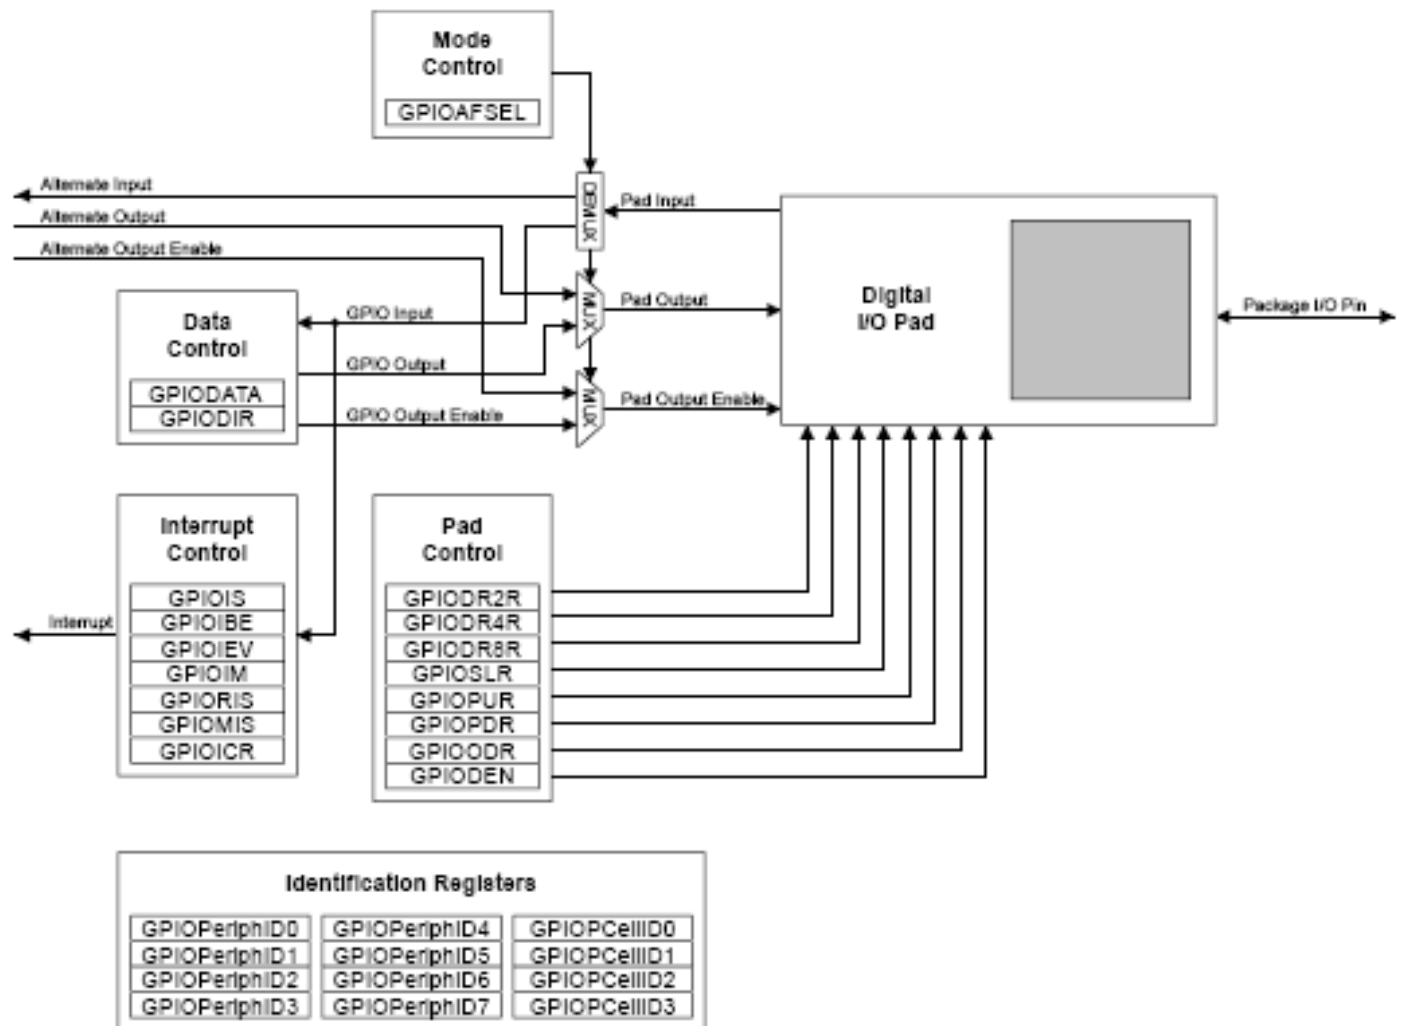 Mode
Control
GPIOAFSEL
Alternate Input
Alternate Output
Alternate Output Enable
DEMUX
Pad Input
MUX
Pad Output
MUX
Pad Output Enable
Digital
I/O Pad
Package I/O Pin
Data
Control
GPIODATA
GPIODIR
GPIO Input
GPIO Output
GPIO Output Enable
Interrupt
Control
GPIOIS
GPIOIBE
GPIOIEV
GPIOIM
GPIORIS
GPIOMIS
GPIOICR
Interrupt
Pad
Control
GPIODR2R
GPIODR4R
GPIODR8R
GPIOSLR
GPIOPUR
GPIOPDR
GPIOODR
GPIODEN
Identification Registers
GPIOPeriphID0 GPIOPeriphID4 GPIOPCellID0
GPIOPeriphID1 GPIOPeriphID5 GPIOPCellID1
GPIOPeriphID2 GPIOPeriphID6 GPIOPCellID2
GPIOPeriphID3 GPIOPeriphID7 GPIOPCellID3